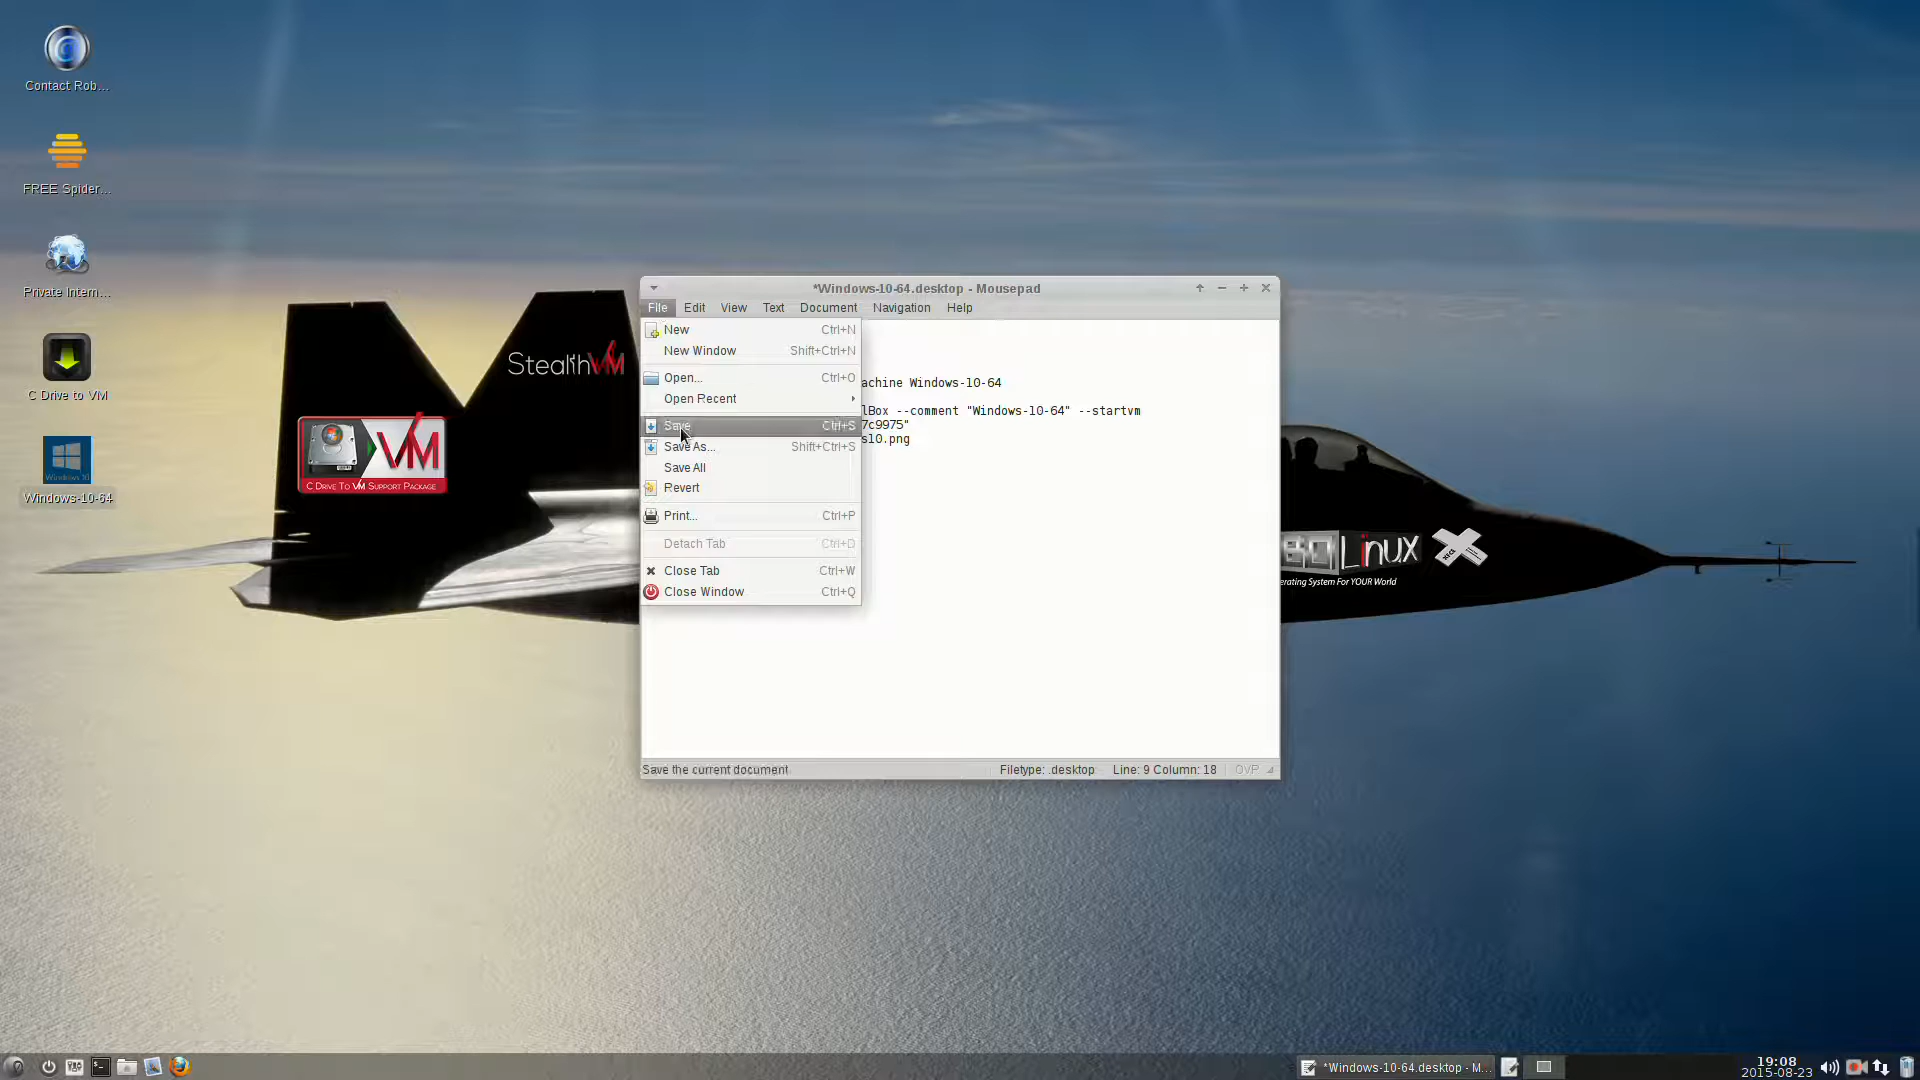 Contact Rob...
FREE Spider...
Private Intern...
C Drive to VM
Windows 10
Windows-10-64
StealthVM
VM
C DRIVE TO VM SUPPORT PACKAGE
*Windows-10-64.desktop - Mousepad
File Edit View Text Document Navigation Help
New Ctrl+N
New Window Shift+Ctrl+N
Open... Ctrl+O
Open Recent
Save Ctrl+S
Save As... Shift+Ctrl+S
Save All
Revert
Print... Ctrl+P
Detach Tab Ctrl+D
Close Tab Ctrl+W
Close Window Ctrl+Q
achine Windows-10-64
lBox --comment "Windows-10-64" --startvm
7c9975"
s10.png
Save the current document
Filetype: .desktop Line: 9 Column: 18 OVR
BOLinux
XFCE
erating System For YOUR World
*Windows-10-64.desktop - M...
19:08
2015-08-23